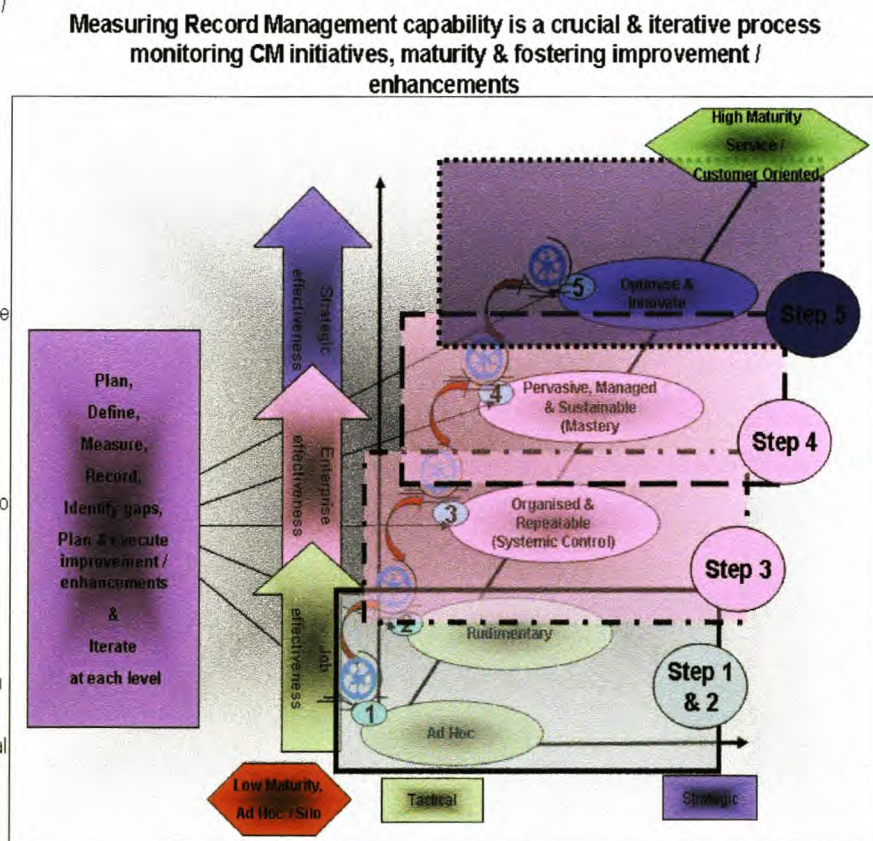 Measuring Record Management capability is a crucial & iterative process
monitoring CM initiatives, maturity & fostering improvement /
enhancements
High Maturity
Service /
Customer Oriented
Strategic
effectiveness
5
Optimise &
Innovate
Step 5
Plan,
Define,
Measure,
Record,
Identify gaps,
Plan & execute
improvement /
enhancements
&
Iterate
at each level
Enterprise
effectiveness
4
Pervasive, Managed
& Sustainable
(Mastery
Step 4
3
Organised &
Repeatable
(Systemic Control)
Step 3
Job
effectiveness
2
Rudimentary
Step 1
& 2
1
Ad Hoc
Low Maturity,
Ad Hoc / Silo
Tactical
Strategic